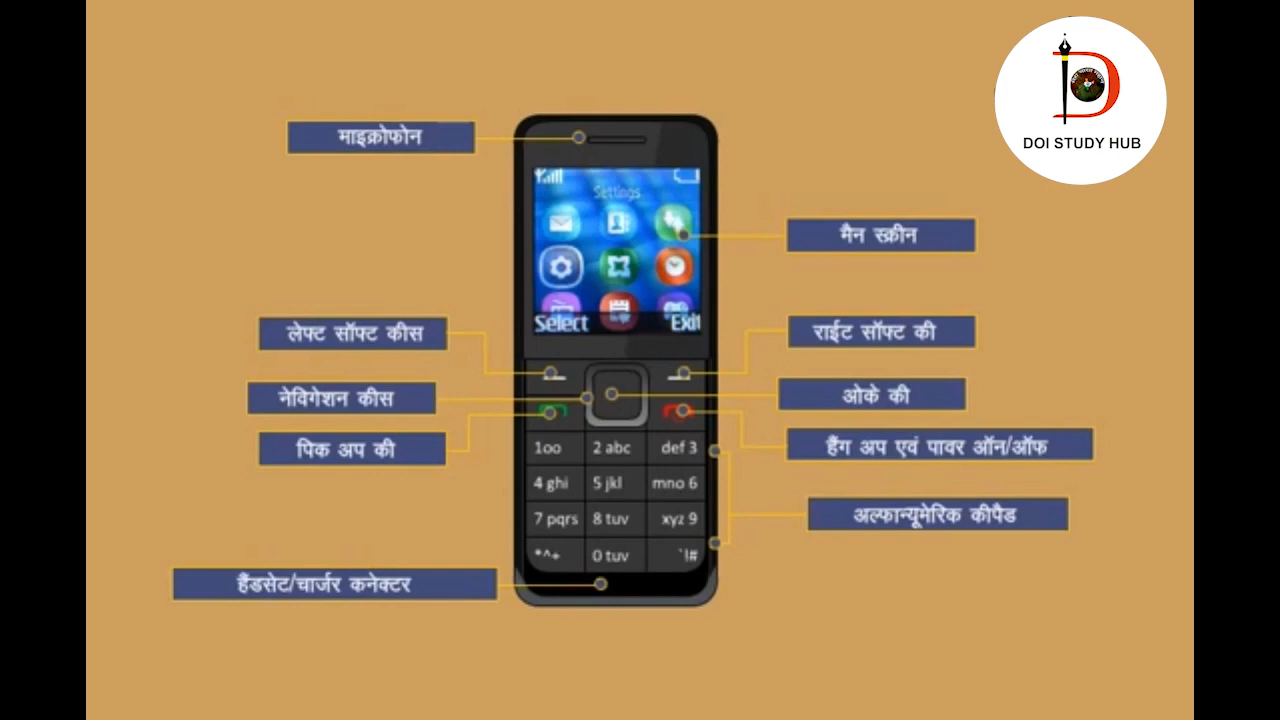 DOI STUDY HUB
माइक्रोफोन
Settings
मैन स्क्रीन
Select
Exit
लेफ्ट सॉफ्ट कीस
राईट सॉफ्ट की
नेविगेशन कीस
ओके की
पिक अप की
हैंग अप एवं पावर ऑन/ऑफ
1oo
2 abc
def 3
4 ghi
5 jkl
mno 6
7 pqrs
8 tuv
xyz 9
*^+
0 tuv
`!#
अल्फान्यूमेरिक कीपैड
हैंडसेट/चार्जर कनेक्टर